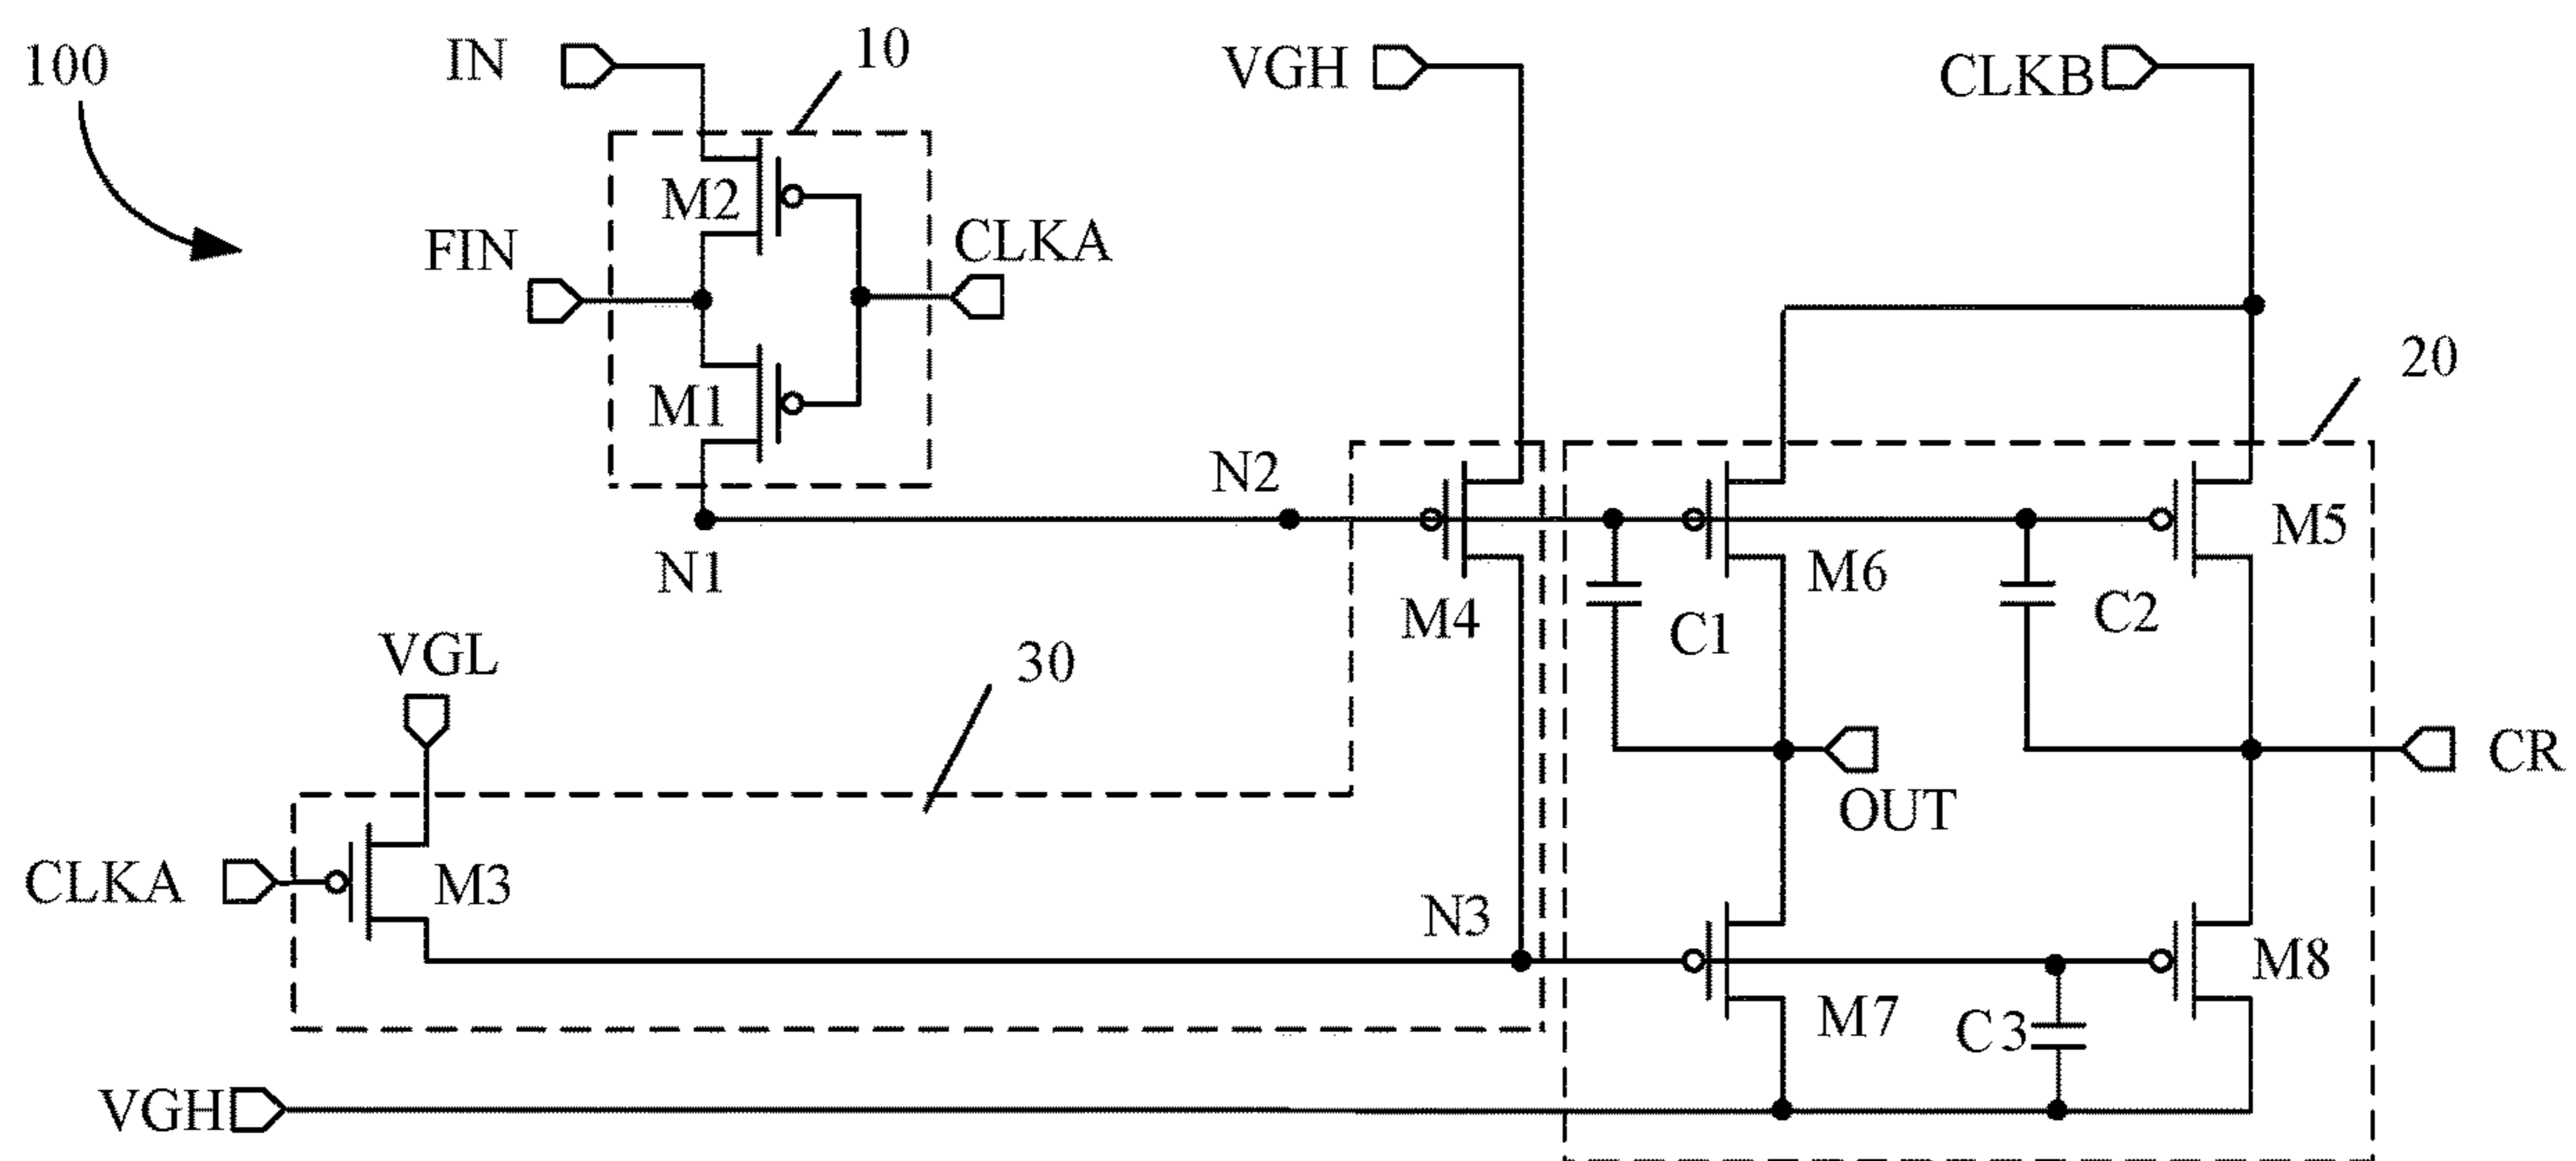 100
IN
10
VGH
CLKB
M2
FIN
CLKA
M1
20
N2
N1
M4
M6
M5
C1
C2
VGL
30
OUT
CR
CLKA
M3
N3
M7
C3
M8
VGH